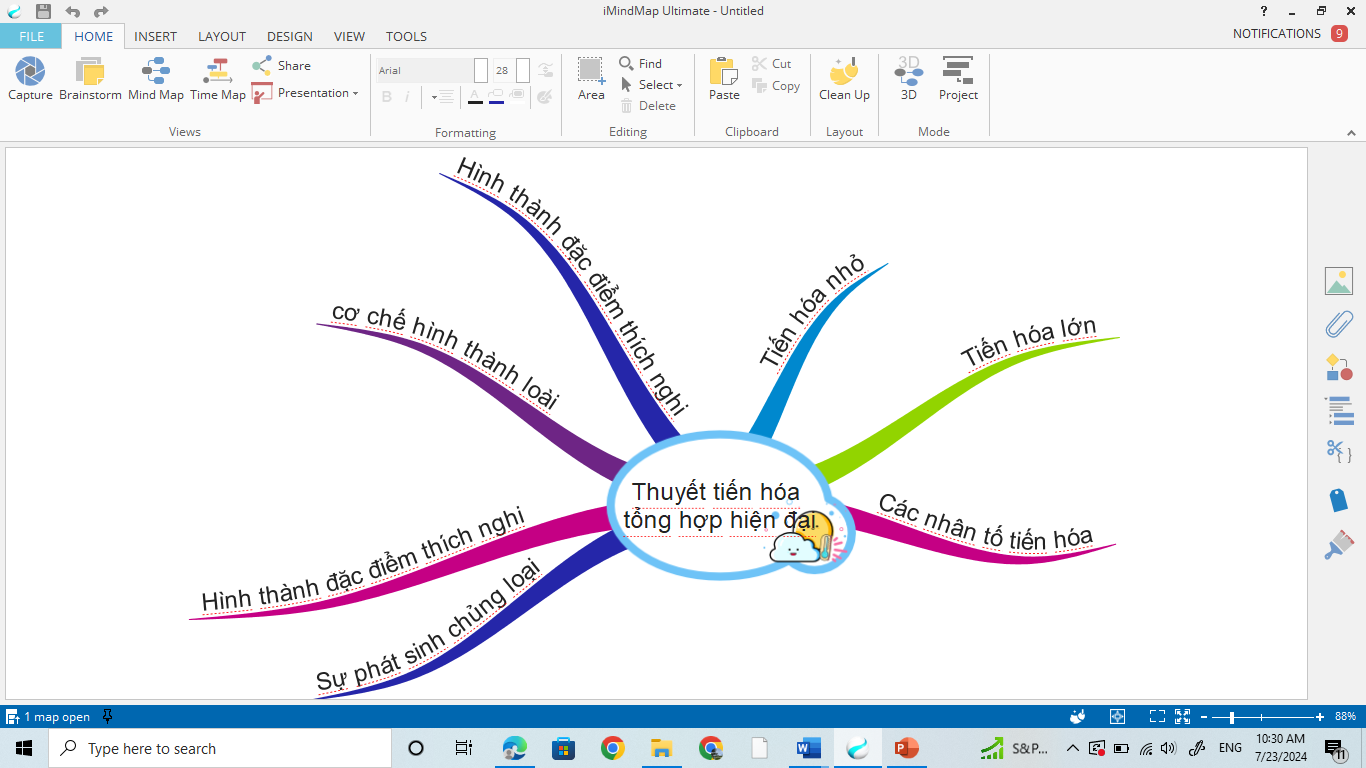 iMindMap Ultimate - Untitled
FILE HOME INSERT LAYOUT DESIGN VIEW TOOLS
NOTIFICATIONS 9
Capture Brainstorm Mind Map Time Map
Share
Presentation
Views
Arial 28
B i A
Formatting
Area
Find
Select
Delete
Editing
Paste
Cut
Copy
Clipboard
Clean Up
Layout
3D
3D Project
Mode
Hình thành đặc điểm thích nghi
Tiến hóa nhỏ
cơ chế hình thành loài
Tiến hóa lớn
Thuyết tiến hóa
tổng hợp hiện đại
Các nhân tố tiến hóa
Hình thành đặc điểm thích nghi
Sự phát sinh chủng loại
1 map open
88%
Type here to search
S&P...
ENG
10:30 AM
7/23/2024
11